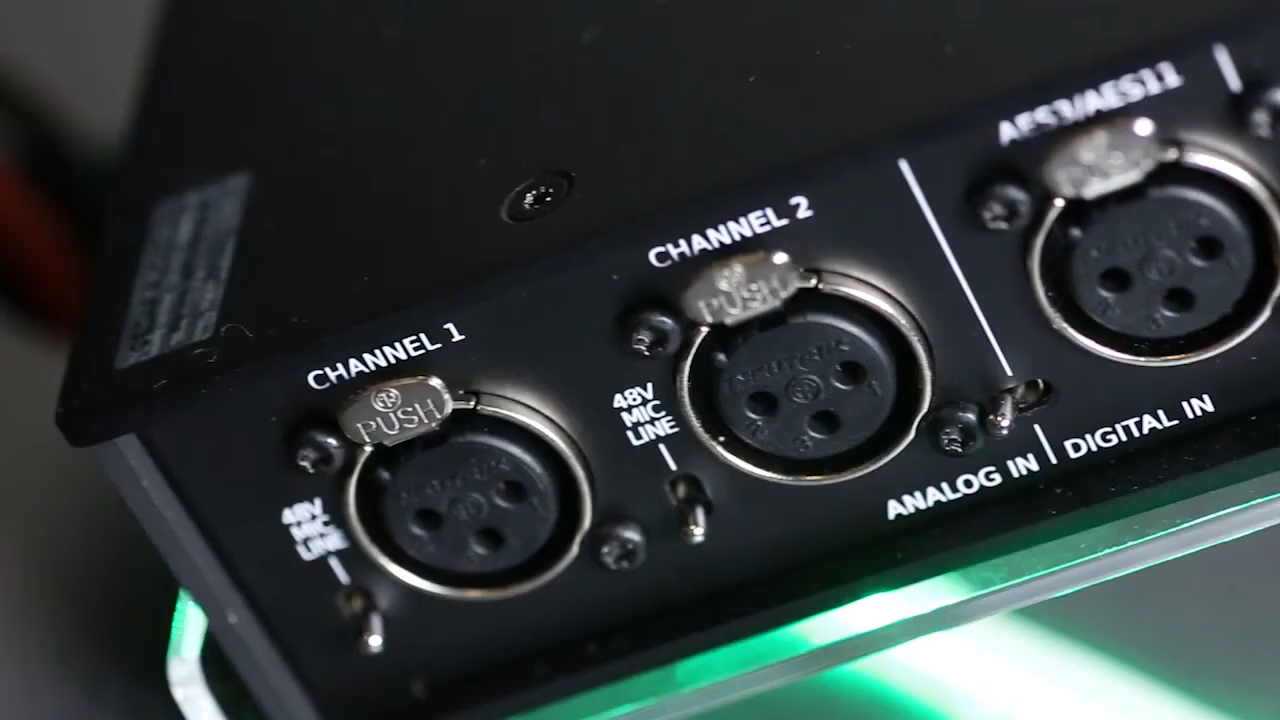 CHANNEL 1
PUSH
48V
MIC
LINE
CHANNEL 2
PUSH
48V
MIC
LINE
AES3/AES11
ANALOG IN | DIGITAL IN